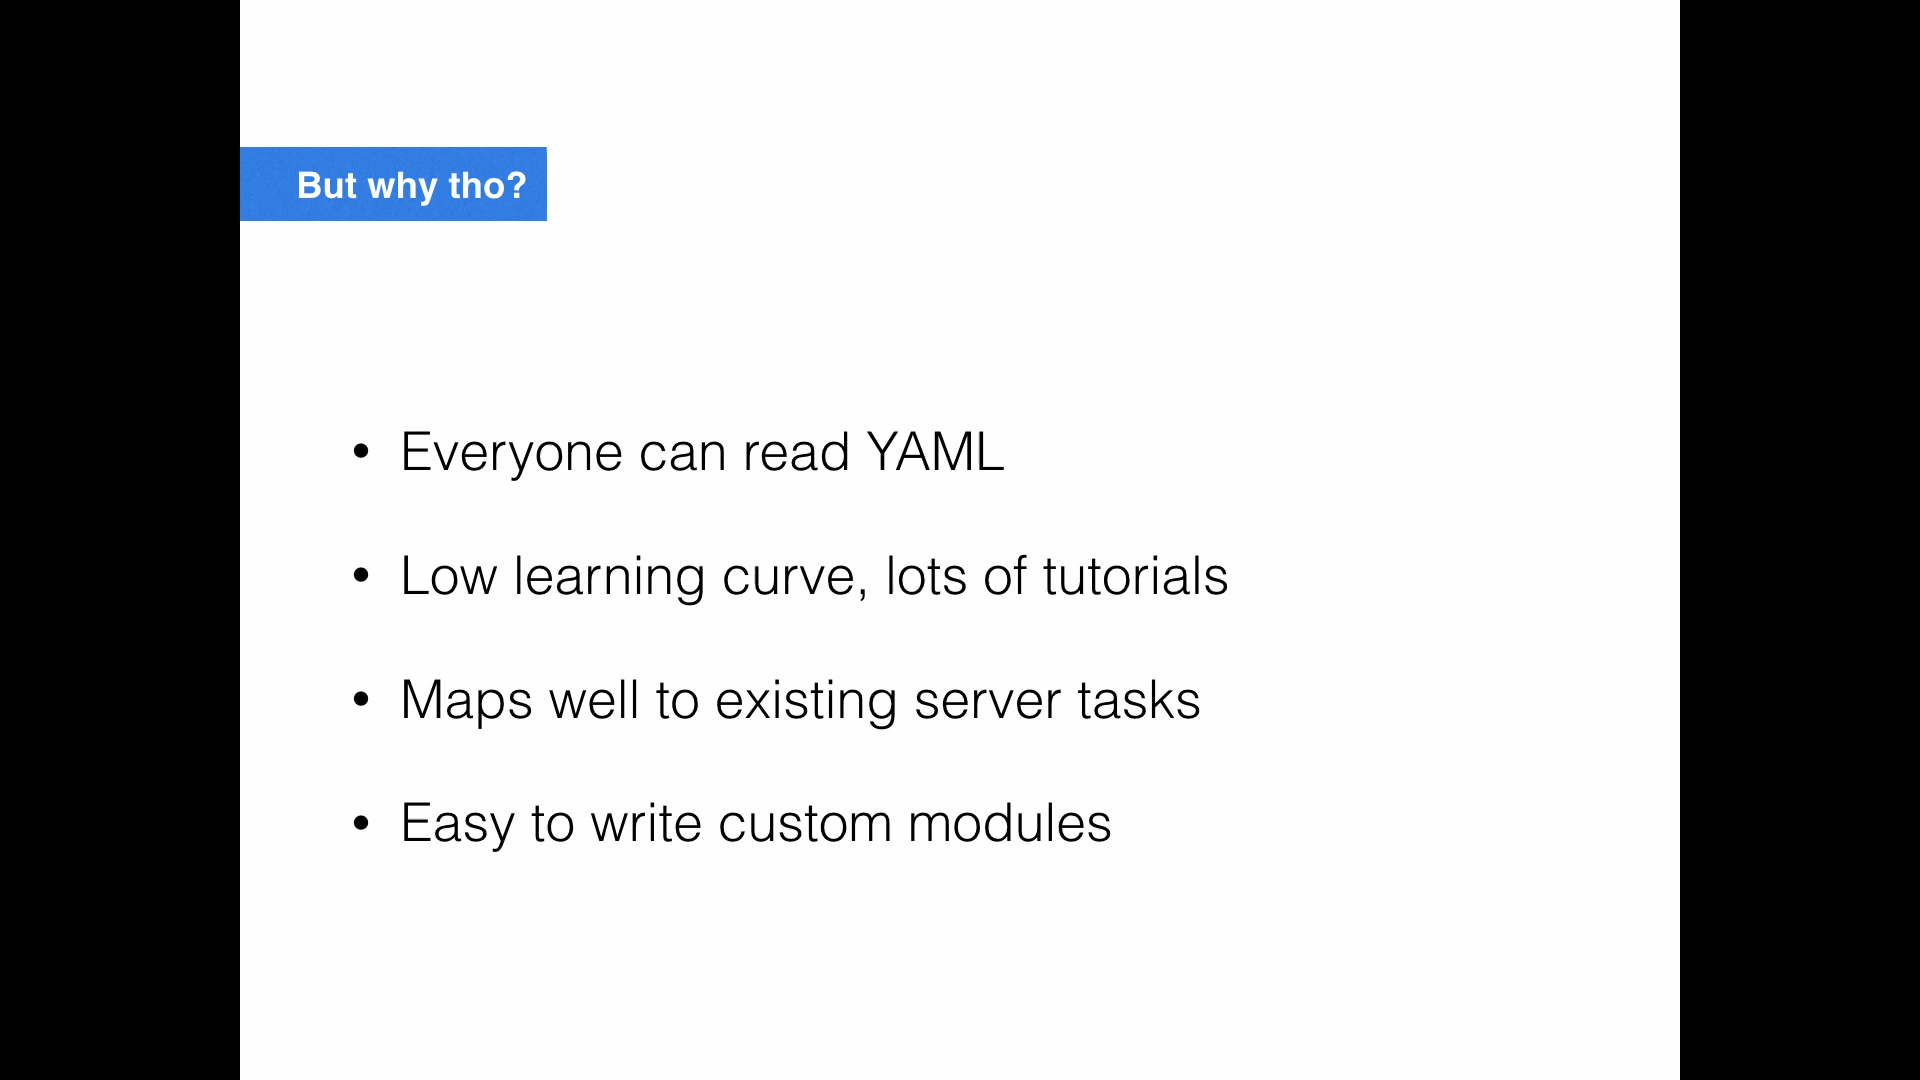 But why tho?
• Everyone can read YAML
• Low learning curve, lots of tutorials
• Maps well to existing server tasks
• Easy to write custom modules